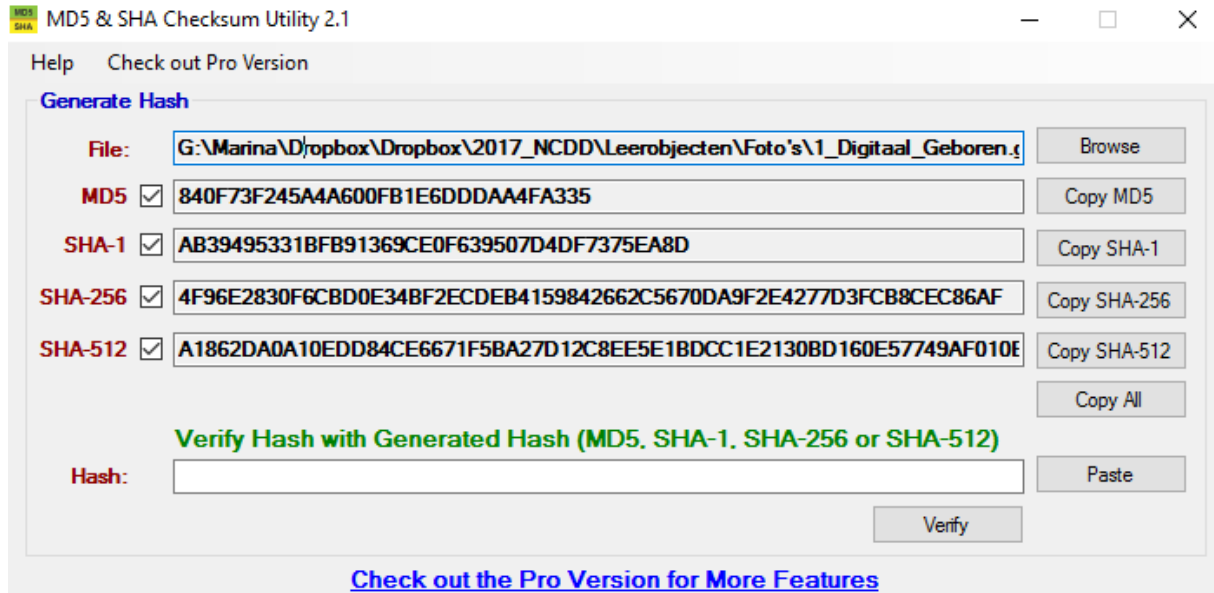 MD5 SHA MD5 & SHA Checksum Utility 2.1
Help Check out Pro Version
Generate Hash
File: G:\Marina\Dropbox\Dropbox\2017_NCDD\Leerobjecten\Foto's\1_Digitaal_Geboren.g Browse
MD5 840F73F245A4A600FB1E6DDDAA4FA335 Copy MD5
SHA-1 AB39495331BFB91369CE0F639507D4DF7375EA8D Copy SHA-1
SHA-256 4F96E2830F6CBD0E34BF2ECDEB4159842662C5670DA9F2E4277D3FCB8CEC86AF Copy SHA-256
SHA-512 A1862DA0A10EDD84CE6671F5BA27D12C8EE5E1BDCC1E2130BD160E57749AF010E Copy SHA-512
Copy All
Verify Hash with Generated Hash (MD5, SHA-1, SHA-256 or SHA-512)
Hash: Paste
Verify
Check out the Pro Version for More Features